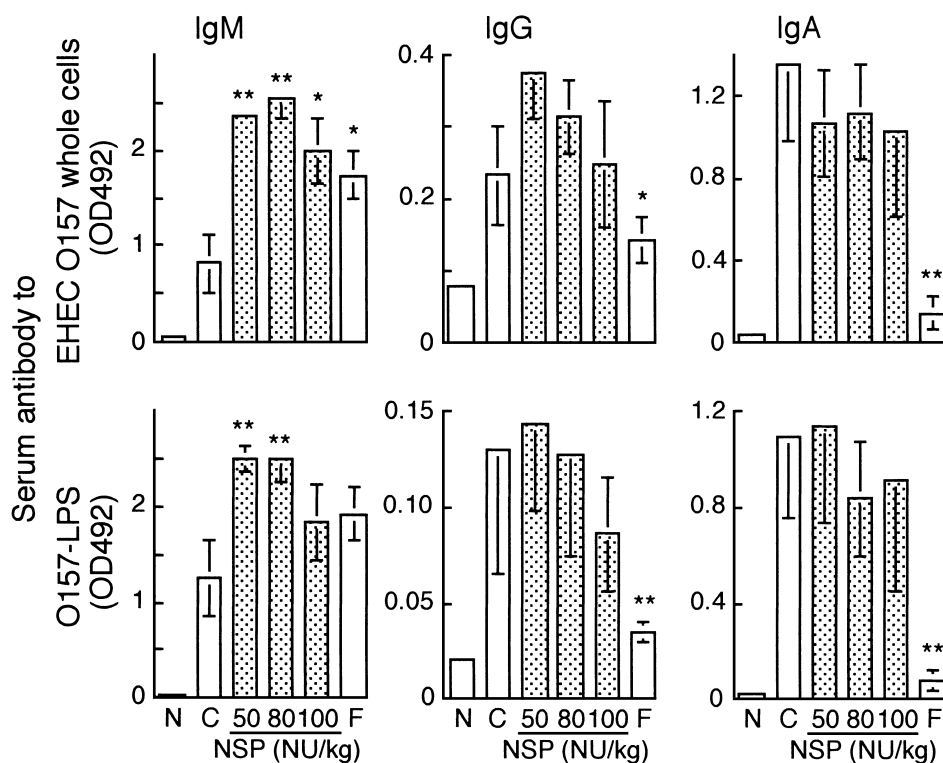 IgM
IgG
IgA
Serum antibody to
EHEC O157 whole cells
(OD492)
2
1
0
**
**
*
*
0.4
0.2
0
*
1.2
0.8
0.4
0
**
O157-LPS
(OD492)
2
1
0
**
**
0.15
0.20
0.05
0
**
1.2
0.8
0.4
0
**
N C 50 80 100 F
NSP (NU/kg)
N C 50 80 100 F
NSP (NU/kg)
N C 50 80 100 F
NSP (NU/kg)